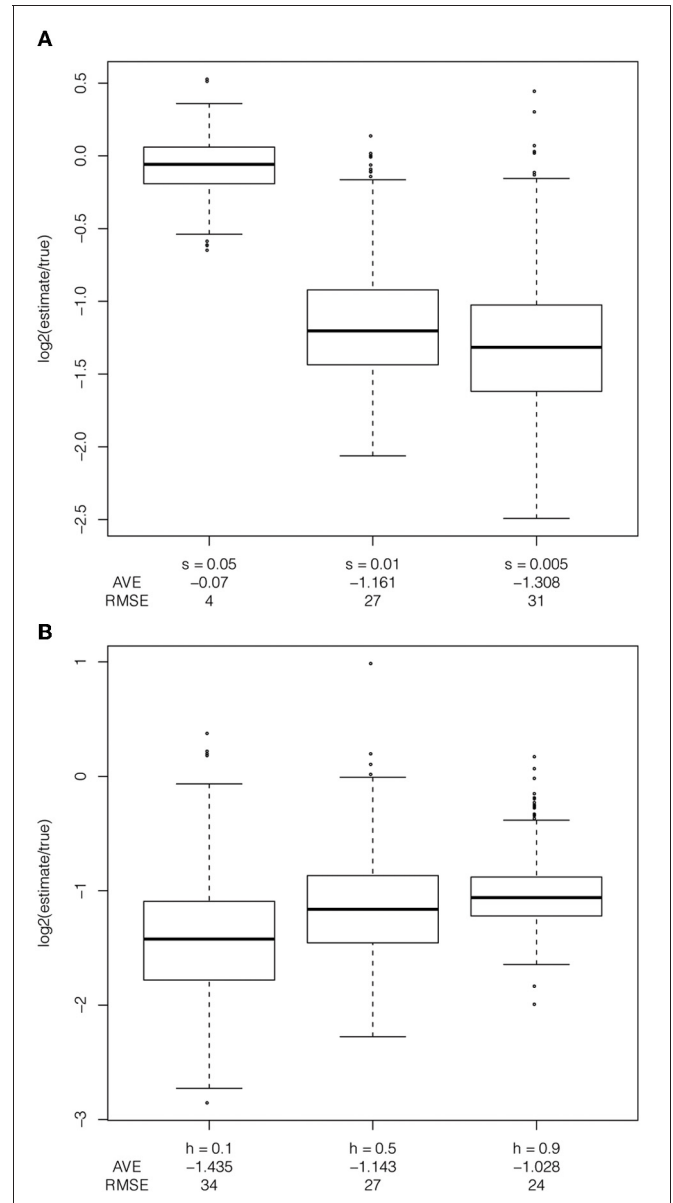 A
log2(estimate/true)
0.5
0.0
−0.5
−1.0
−1.5
−2.0
−2.5
s = 0.05 s = 0.01 s = 0.005
AVE −0.07 −1.161 −1.308
RMSE 4 27 31
B
log2(estimate/true)
1
0
−1
−2
−3
h = 0.1 h = 0.5 h = 0.9
AVE −1.435 −1.143 −1.028
RMSE 34 27 24